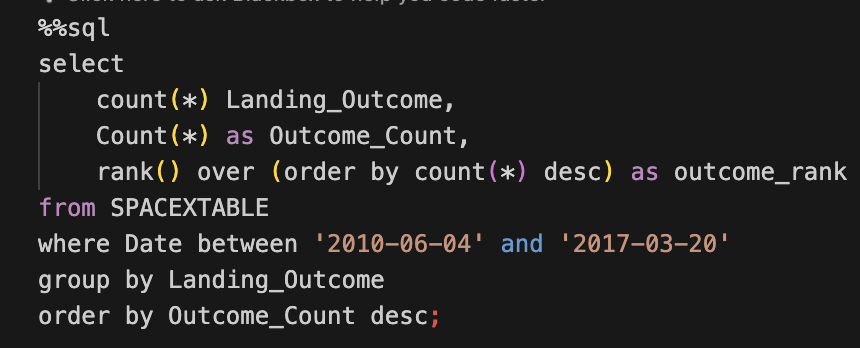 %%sql
select
count(*) Landing_Outcome,
Count(*) as Outcome_Count,
rank() over (order by count(*) desc) as outcome_rank
from SPACEXTABLE
where Date between '2010-06-04' and '2017-03-20'
group by Landing_Outcome
order by Outcome_Count desc;